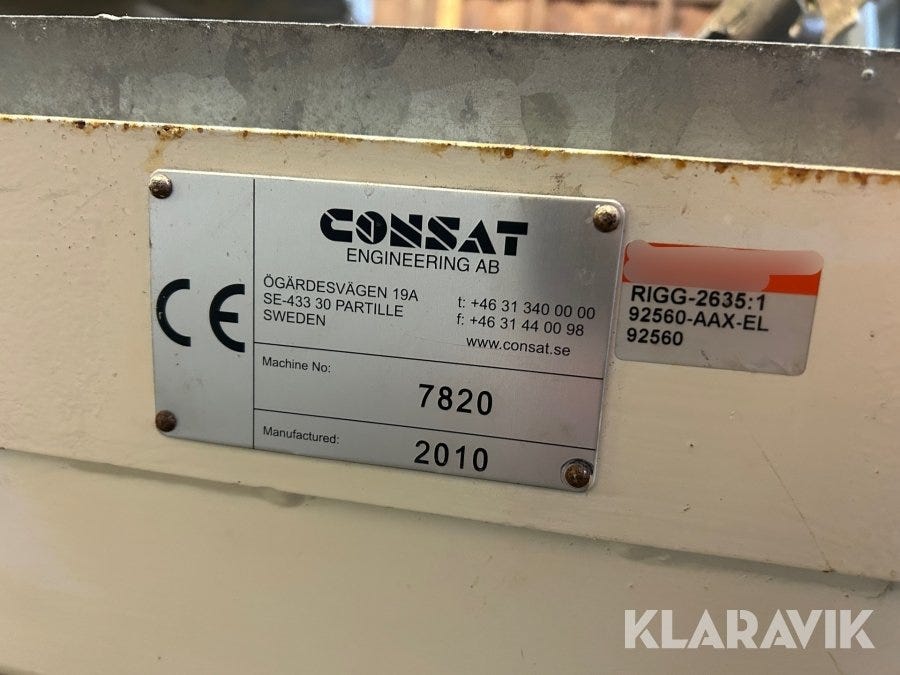 CONSAT
ENGINEERING AB
ÖGÄRDESVÄGEN 19A
SE-433 30 PARTILLE
SWEDEN
t: +46 31 340 00 00
f: +46 31 44 00 98
www.consat.se
CE
Machine No:
7820
Manufactured:
2010
RIGG-2635:1
92560-AAX-EL
92560
KLARAVIK